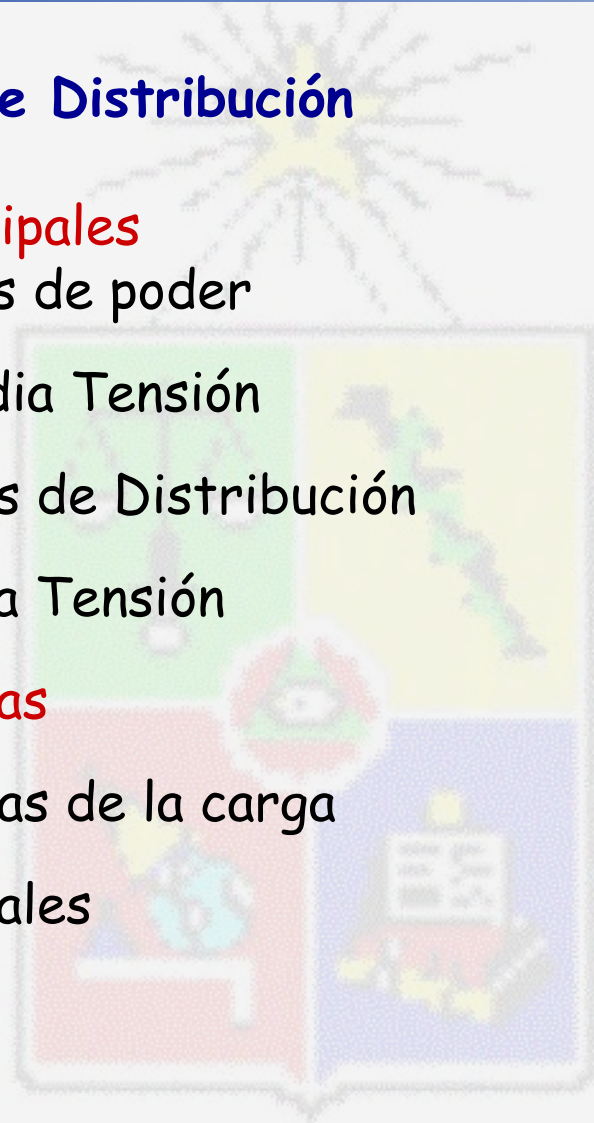 e Distribución
ipales
s de poder
dia Tensión
s de Distribución
a Tensión
as
as de la carga
ales